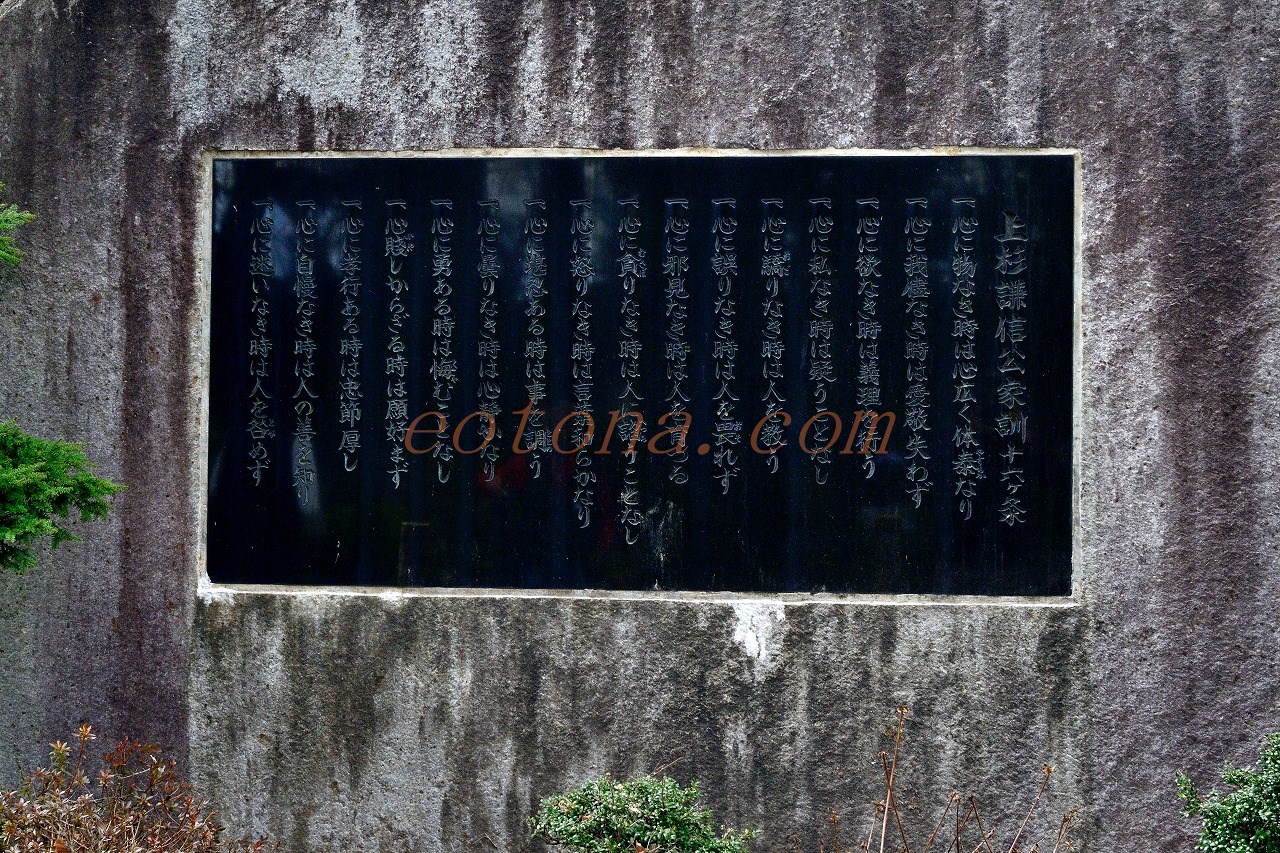 上杉謙信公家訓十六ケ条
一心に物なき時は心広く体泰なり
一心に我儘なき時は愛敬失わず
一心に欲なき時は義理を行う
一心に私なき時は疑うことなし
一心に驕りなき時は人を教う
一心に誤りなき時は人を畏れず
一心に邪見なき時は人を育つる
一心に貪りなき時は人に諂うことなし
一心に怒りなき時は言葉和らかなり
一心に堪忍ある時は事を調う
一心に曇りなき時は心静なり
一心に勇ある時は悔むことなし
一心賤しからざる時は願好まず
一心に孝行ある時は忠節厚し
一心に自慢なき時は人の善を知り
一心に迷いなき時は人を咎めず
eotona.com